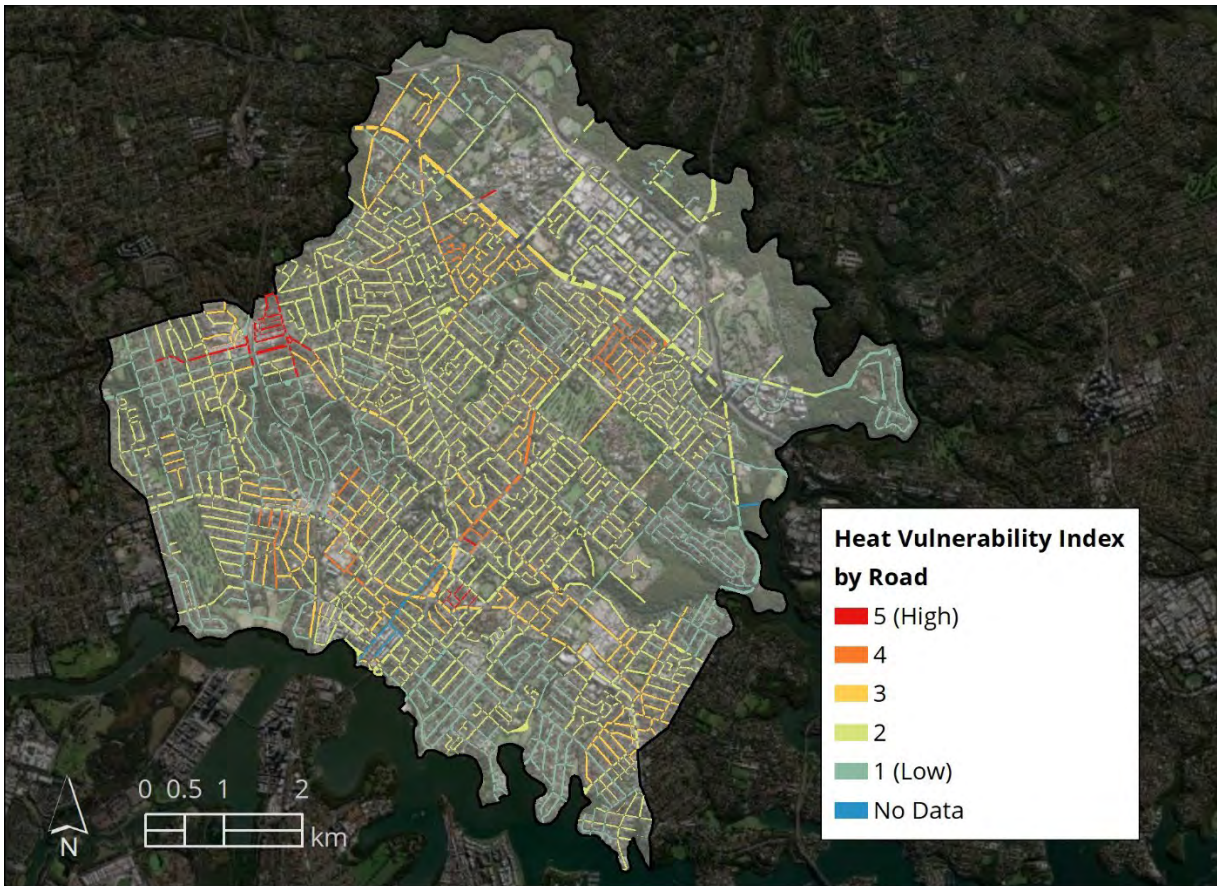 Heat Vulnerability Index
by Road
5 (High)
4
3
2
1 (Low)
No Data
0 0.5 1 2
km
N